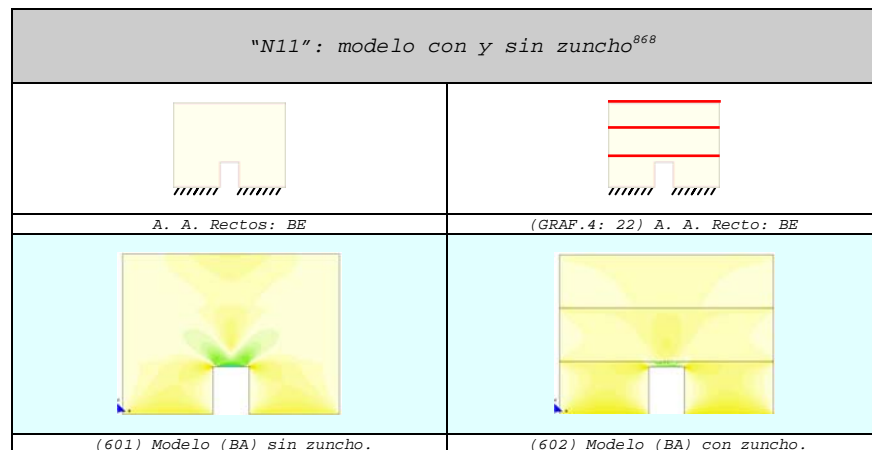 "N11": modelo con y sin zuncho868
A. A. Rectos: BE
(GRAF.4: 22) A. A. Recto: BE
(601) Modelo (BA) sin zuncho.
(602) Modelo (BA) con zuncho.